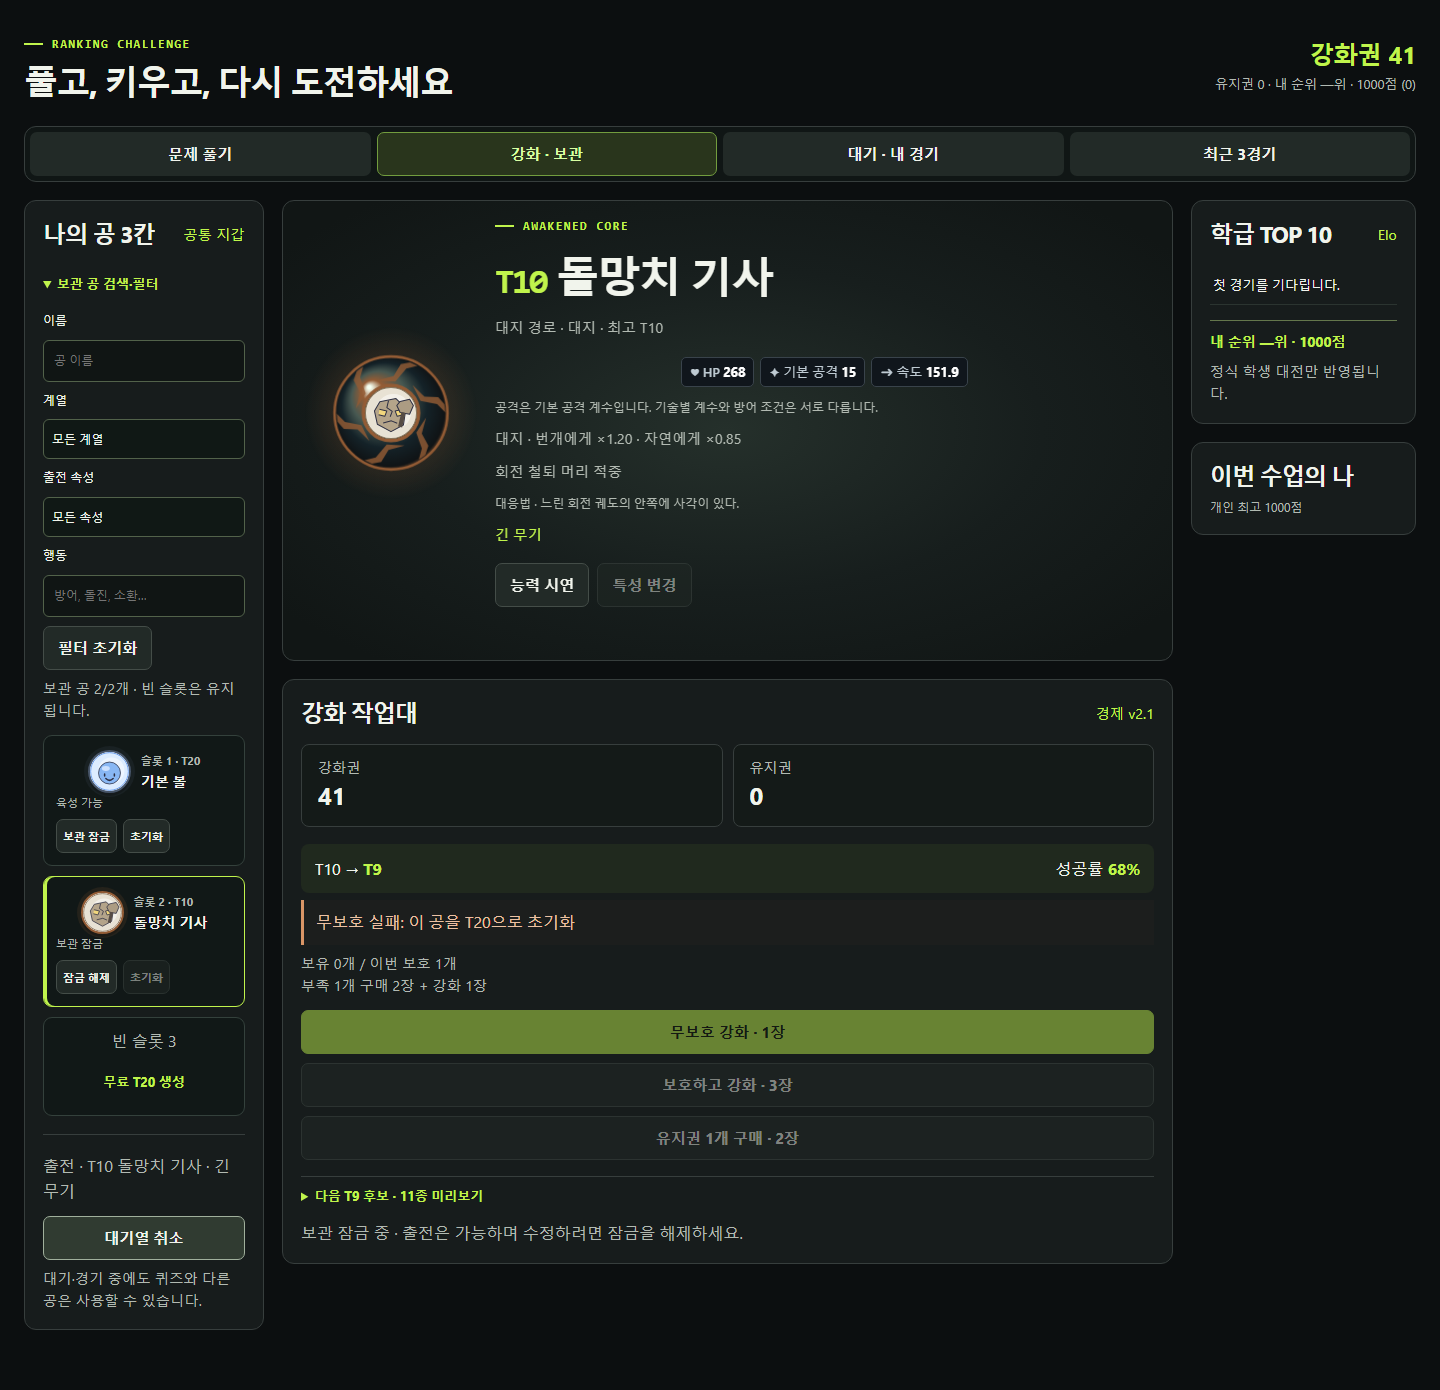 RANKING CHALLENGE
풀고, 키우고, 다시 도전하세요
강화권 41
유지권 0 · 내 순위 —위 · 1000점 (0)
문제 풀기
강화 · 보관
대기 · 내 경기
최근 3경기
나의 공 3칸
공통 지갑
▼ 보관 공 검색·필터
이름
공 이름
계열
모든 계열
출전 속성
모든 속성
행동
방어, 돌진, 소환...
필터 초기화
보관 공 2/2개 · 빈 슬롯은 유지
됩니다.
슬롯 1 · T20
기본 볼
육성 가능
보관 잠금
초기화
슬롯 2 · T10
돌망치 기사
보관 잠금
잠금 해제
초기화
빈 슬롯 3
무료 T20 생성
출전 · T10 돌망치 기사 · 긴
무기
대기열 취소
대기·경기 중에도 퀴즈와 다른
공은 사용할 수 있습니다.
AWAKENED CORE
T10 돌망치 기사
대지 경로 · 대지 · 최고 T10
♥ HP 268
✦ 기본 공격 15
➜ 속도 151.9
공격은 기본 공격 계수입니다. 기술별 계수와 방어 조건은 서로 다릅니다.
대지 · 번개에게 ×1.20 · 자연에게 ×0.85
회전 철퇴 머리 적중
대응법 · 느린 회전 궤도의 안쪽에 사각이 있다.
긴 무기
능력 시연
특성 변경
강화 작업대
경제 v2.1
강화권
41
유지권
0
T10 → T9
성공률 68%
무보호 실패: 이 공을 T20으로 초기화
보유 0개 / 이번 보호 1개
부족 1개 구매 2장 + 강화 1장
무보호 강화 · 1장
보호하고 강화 · 3장
유지권 1개 구매 · 2장
▶ 다음 T9 후보 · 11종 미리보기
보관 잠금 중 · 출전은 가능하며 수정하려면 잠금을 해제하세요.
학급 TOP 10
Elo
첫 경기를 기다립니다.
내 순위 —위 · 1000점
정식 학생 대전만 반영됩니
다.
이번 수업의 나
개인 최고 1000점